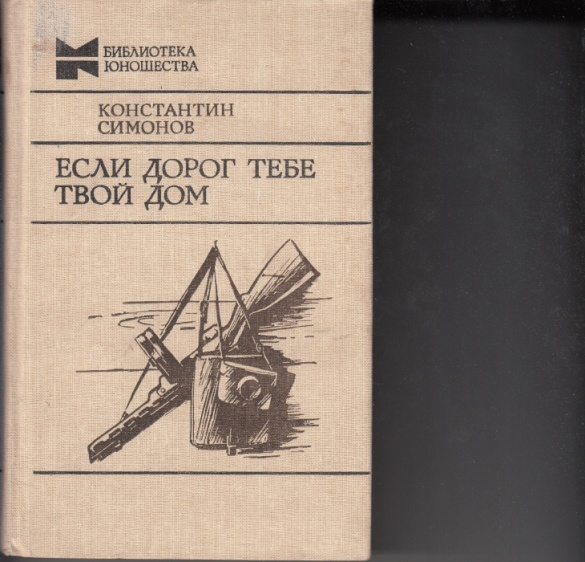 БИБЛИОТЕКА
ЮНОШЕСТВА
КОНСТАНТИН
СИМОНОВ
ЕСЛИ ДОРОГ ТЕБЕ
ТВОЙ ДОМ